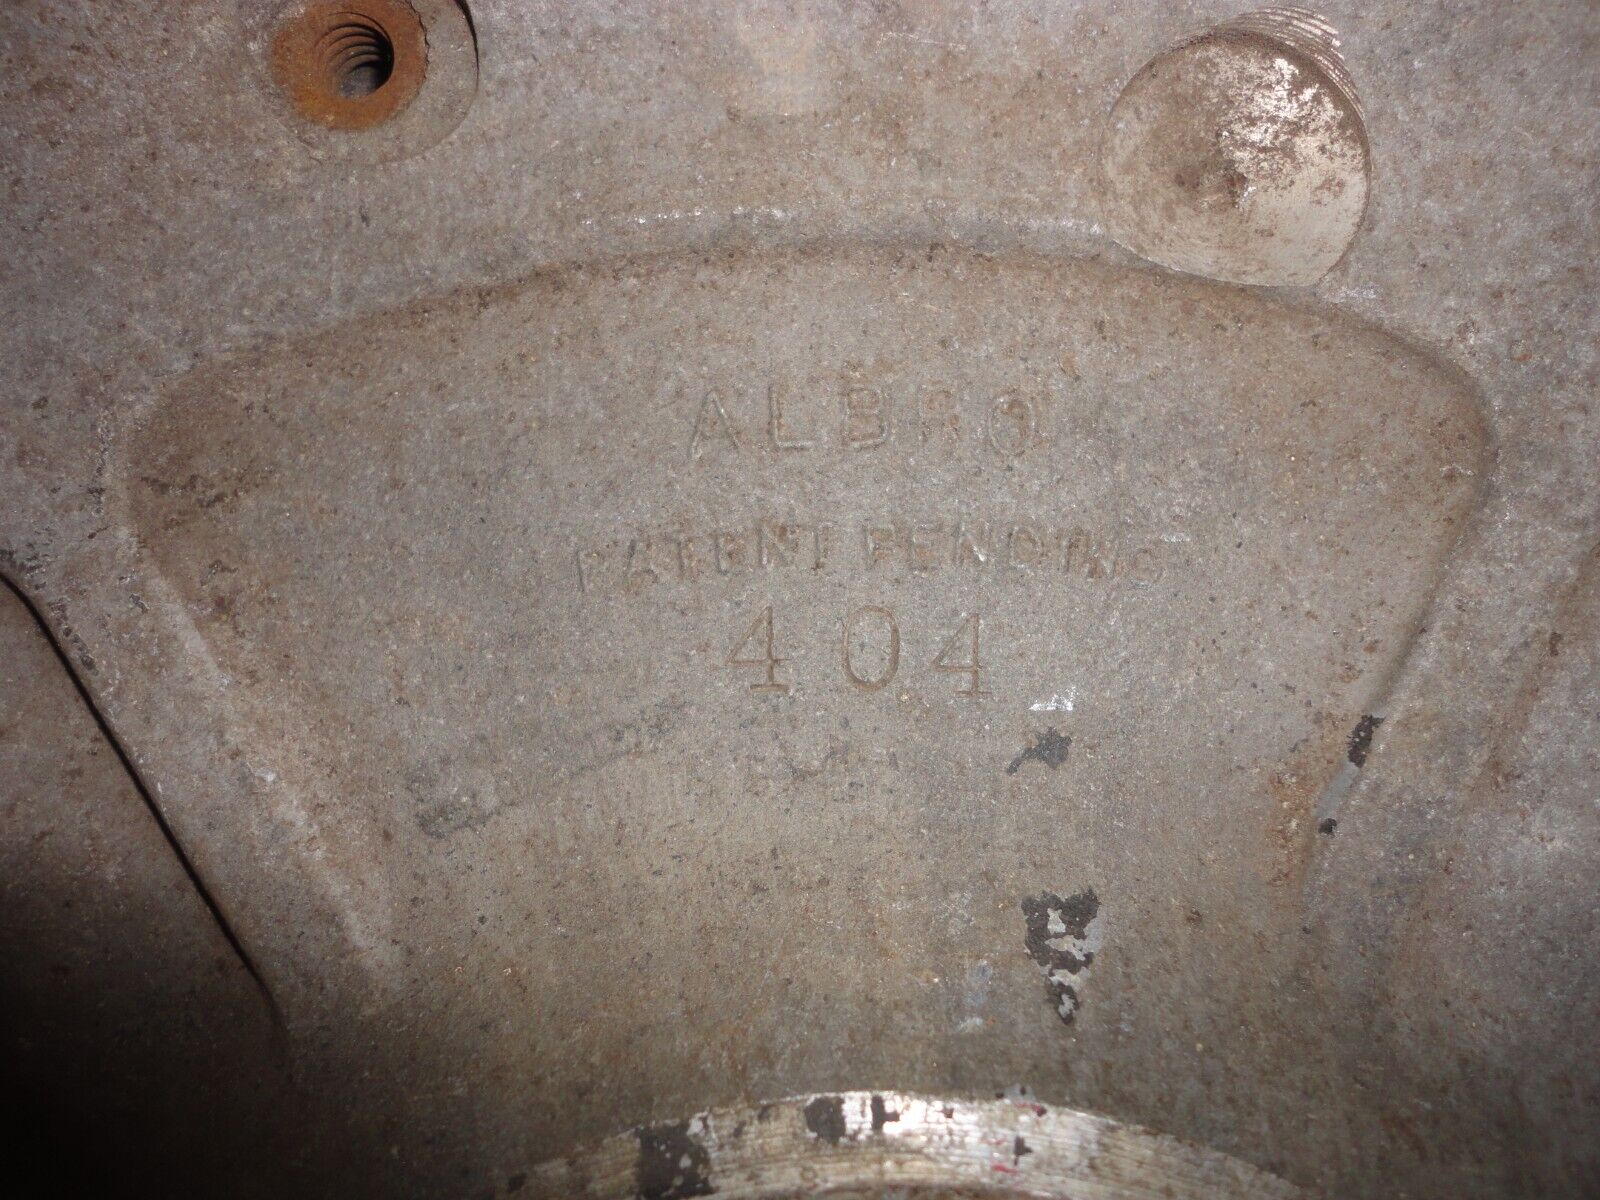 ALBRO
PATENT PENDING
404